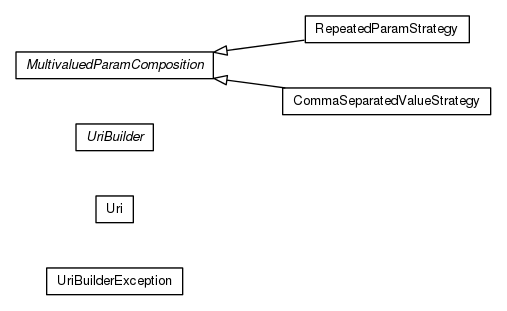 RepeatedParamStrategy
MultivaluedParamComposition
CommaSeparatedValueStrategy
UriBuilder
Uri
UriBuilderException